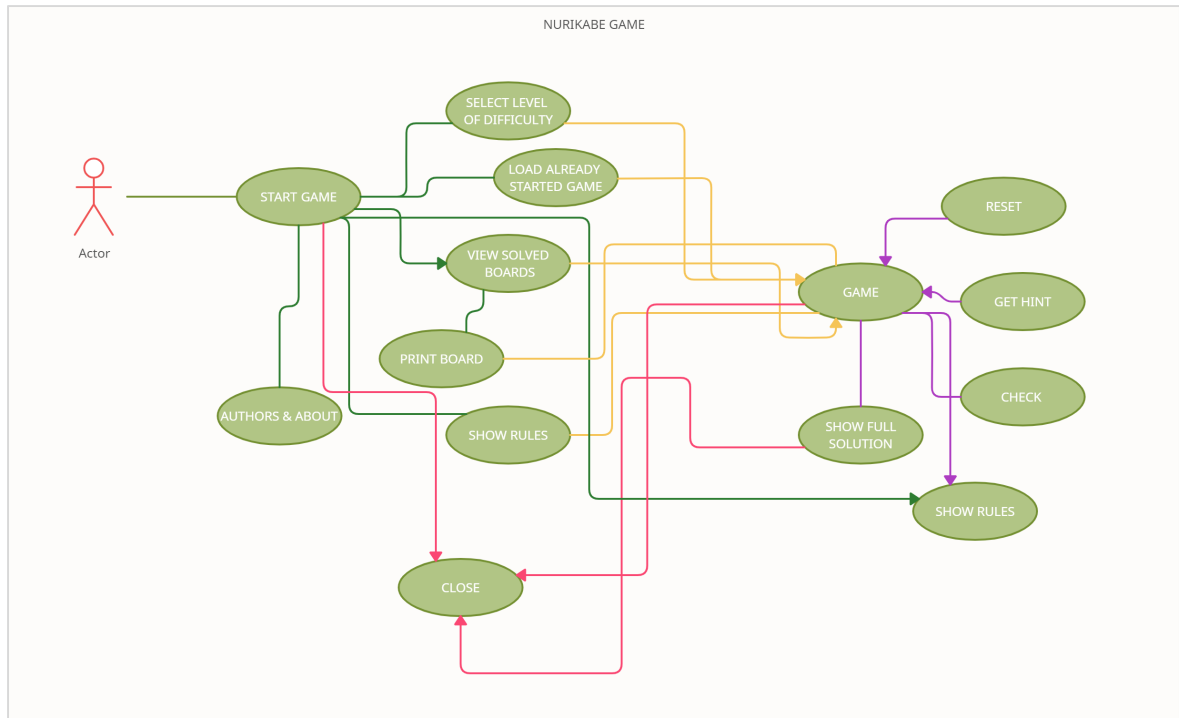 NURIKABE GAME
SELECT LEVEL
OF DIFFICULTY
LOAD ALREADY
STARTED GAME
START GAME
RESET
Actor
VIEW SOLVED
BOARDS
GAME
GET HINT
PRINT BOARD
CHECK
AUTHORS & ABOUT
SHOW RULES
SHOW FULL
SOLUTION
SHOW RULES
CLOSE